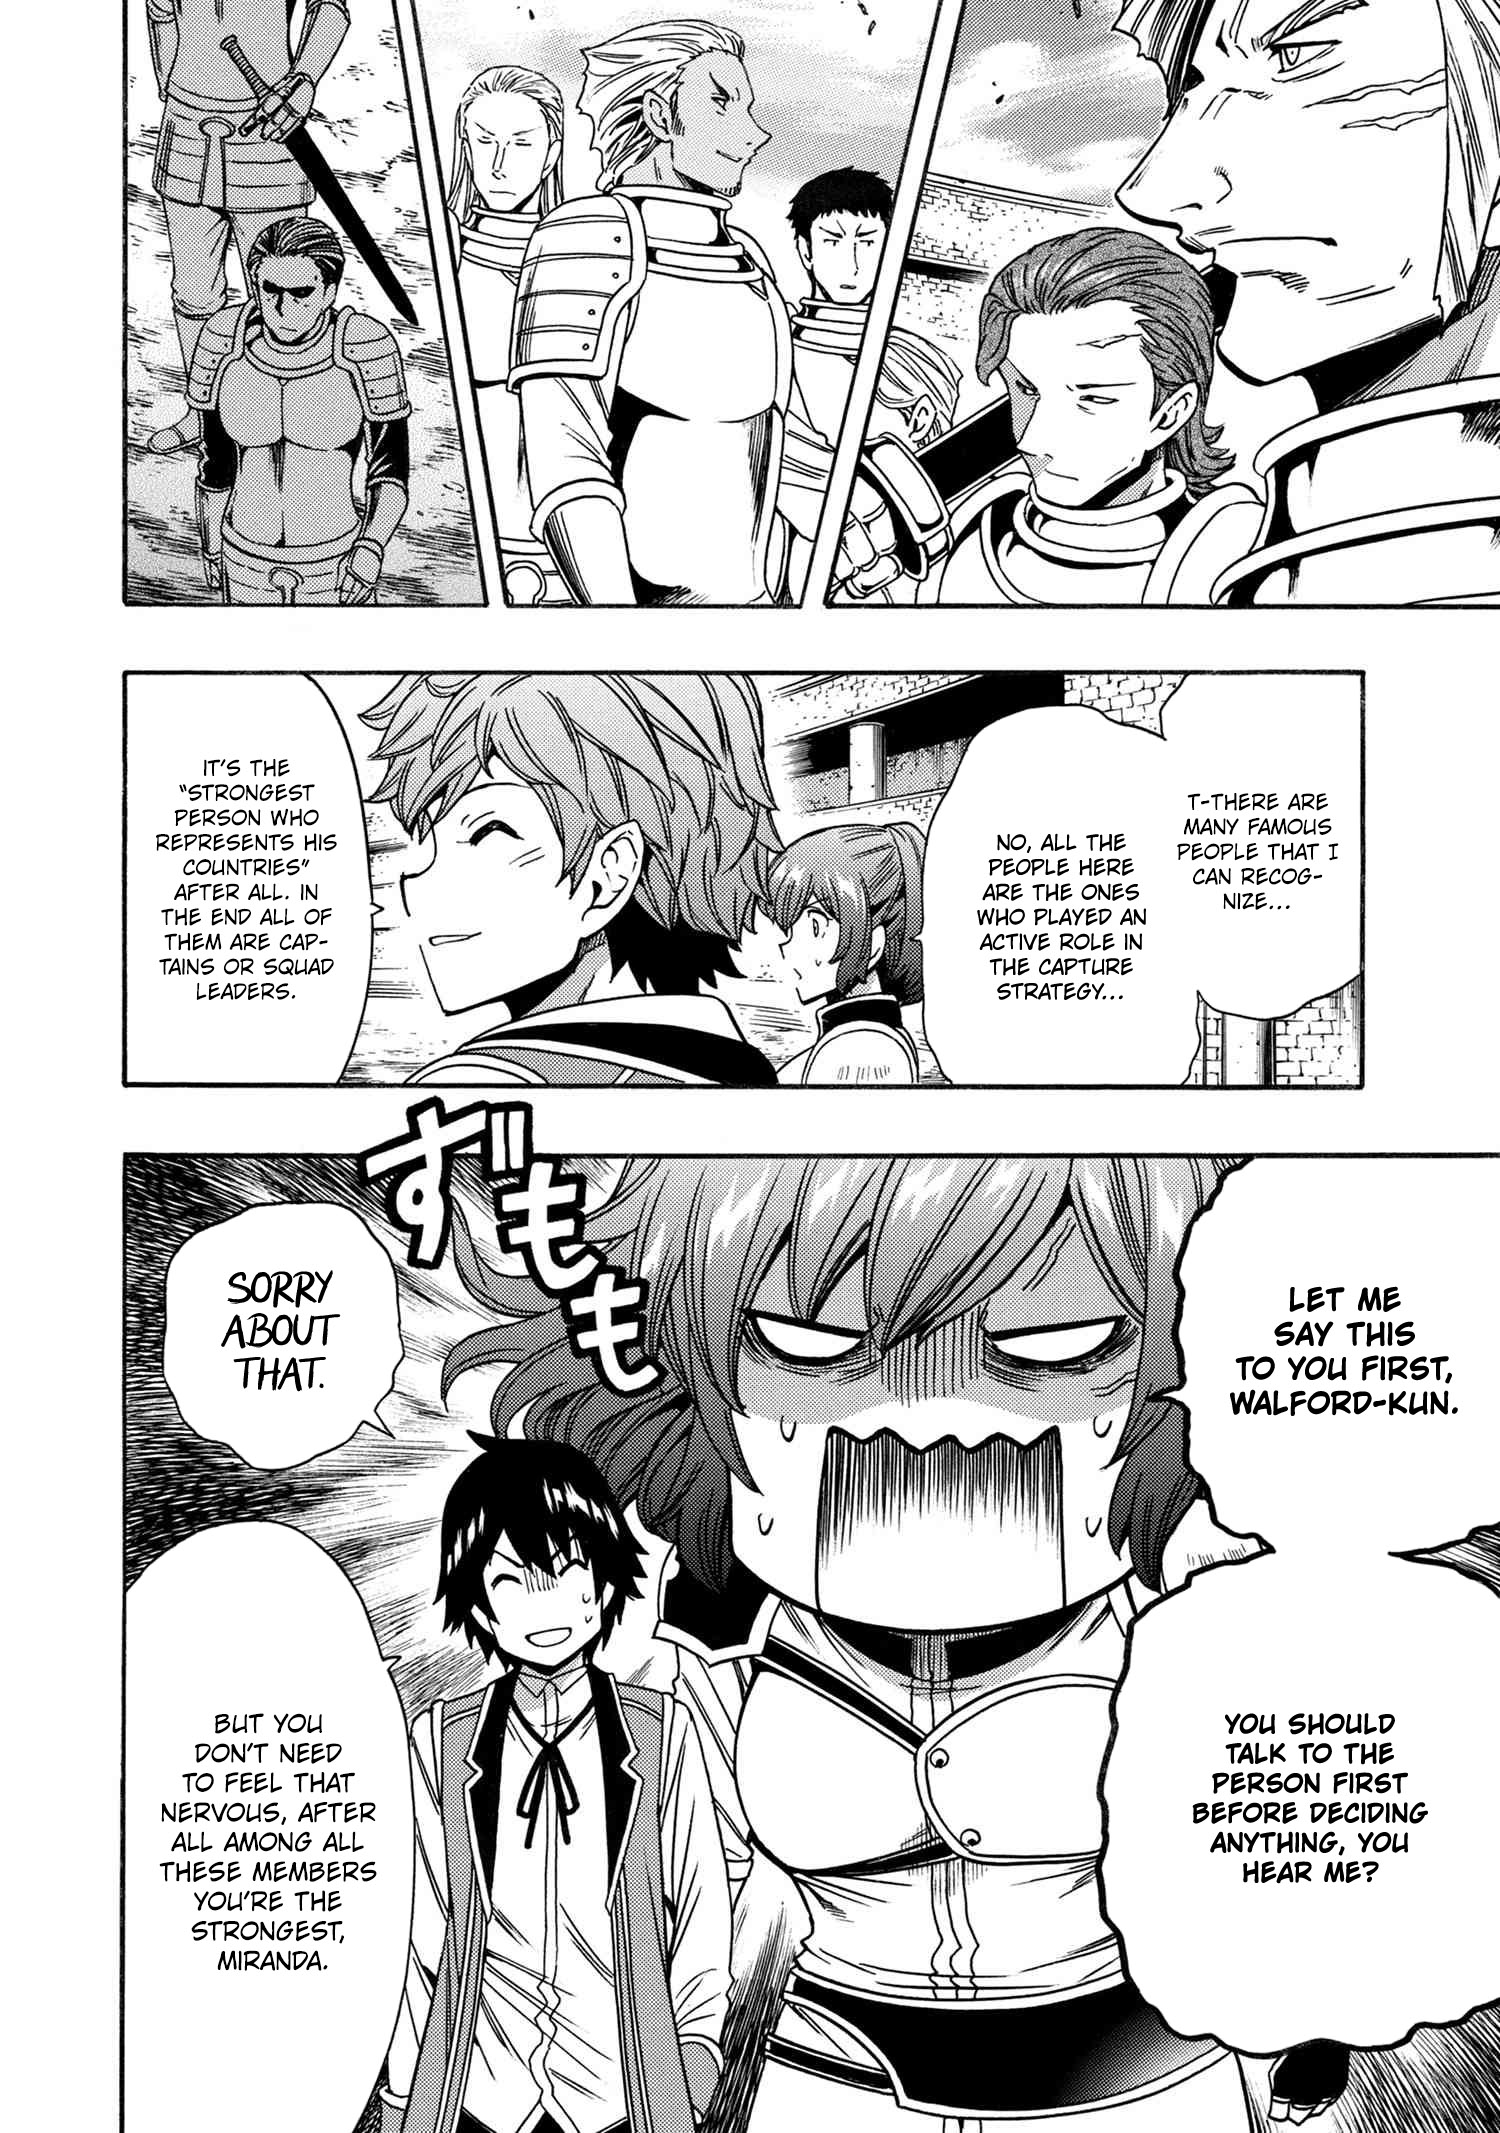 T-THERE ARE
MANY FAMOUS
PEOPLE THAT I
CAN RECOG-
NIZE...
NO, ALL THE
PEOPLE HERE
ARE THE ONES
WHO PLAYED AN
ACTIVE ROLE IN
THE CAPTURE
STRATEGY...
IT'S THE
"STRONGEST
PERSON WHO
REPRESENTS HIS
COUNTRIES"
AFTER ALL. IN
THE END ALL OF
THEM ARE CAP-
TAINS OR SQUAD
LEADERS.
LET ME
SAY THIS
TO YOU FIRST,
WALFORD-KUN.
YOU SHOULD
TALK TO THE
PERSON FIRST
BEFORE DECIDING
ANYTHING, YOU
HEAR ME?
ずももも
SORRY
ABOUT
THAT.
BUT YOU
DON'T NEED
TO FEEL THAT
NERVOUS, AFTER
ALL AMONG ALL
THESE MEMBERS
YOU'RE THE
STRONGEST,
MIRANDA.